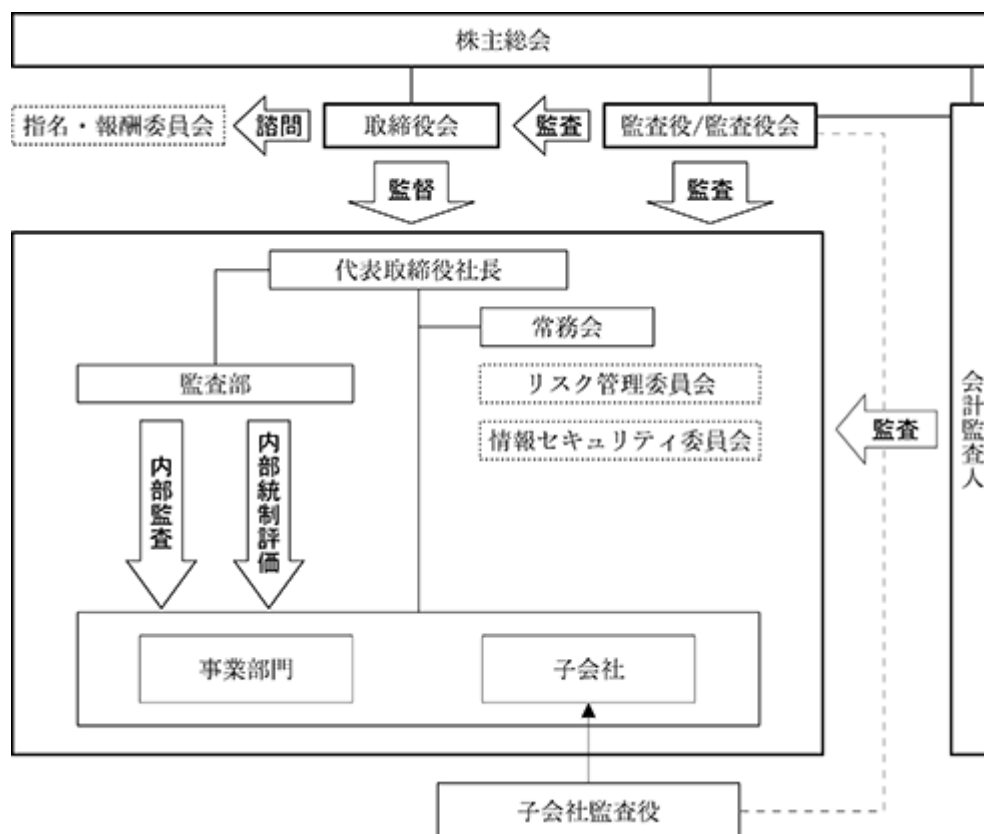 株主総会
指名・報酬委員会
諮問
取締役会
監査
監査役/監査役会
監督
監査
代表取締役社長
常務会
監査部
リスク管理委員会
情報セキュリティ委員会
会計監査人
監査
内部監査
内部統制評価
事業部門
子会社
子会社監査役